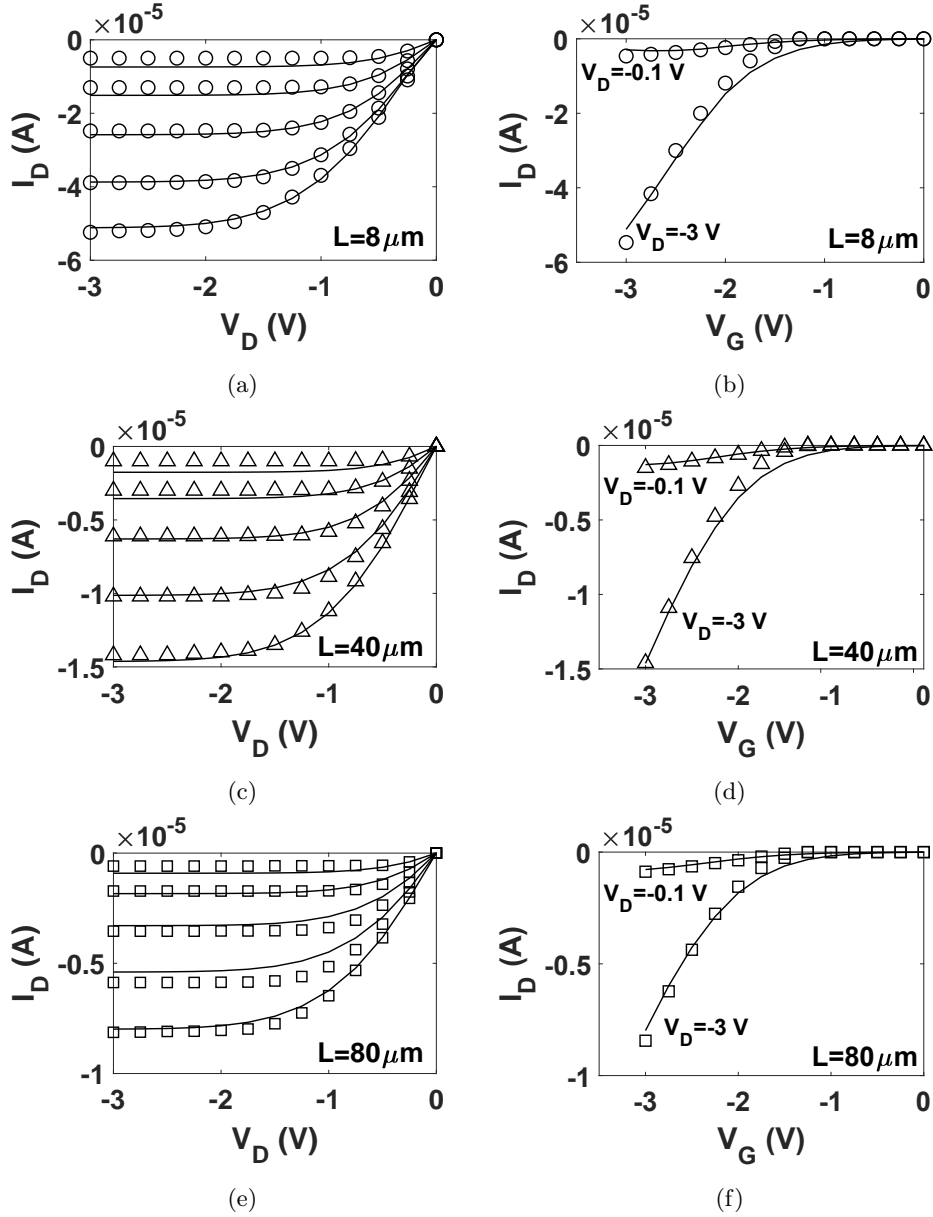 ×10⁻⁵
0
-2
-4
-6
I_D (A)
L=8μm
-3 -2 -1 0
V_D (V)
(a)
×10⁻⁵
0
-2
-4
-6
I_D (A)
V_D=-0.1 V
V_D=-3 V
L=8μm
-3 -2 -1 0
V_G (V)
(b)
×10⁻⁵
0
-0.5
-1
-1.5
I_D (A)
L=40μm
-3 -2 -1 0
V_D (V)
(c)
×10⁻⁵
0
-0.5
-1
-1.5
I_D (A)
V_D=-0.1 V
V_D=-3 V
L=40μm
-3 -2 -1 0
V_G (V)
(d)
×10⁻⁵
0
-0.5
-1
I_D (A)
L=80μm
-3 -2 -1 0
V_D (V)
(e)
×10⁻⁵
0
-0.5
-1
I_D (A)
V_D=-0.1 V
V_D=-3 V
L=80μm
-3 -2 -1 0
V_G (V)
(f)